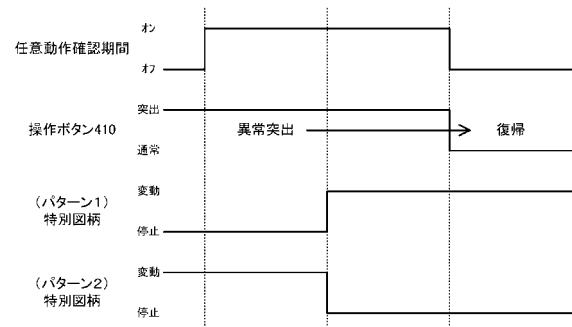 オン
任意動作確認期間
オフ
突出
操作ボタン410
異常突出
復帰
通常
変動
（パターン１）
特別図柄
停止
変動
（パターン２）
特別図柄
停止